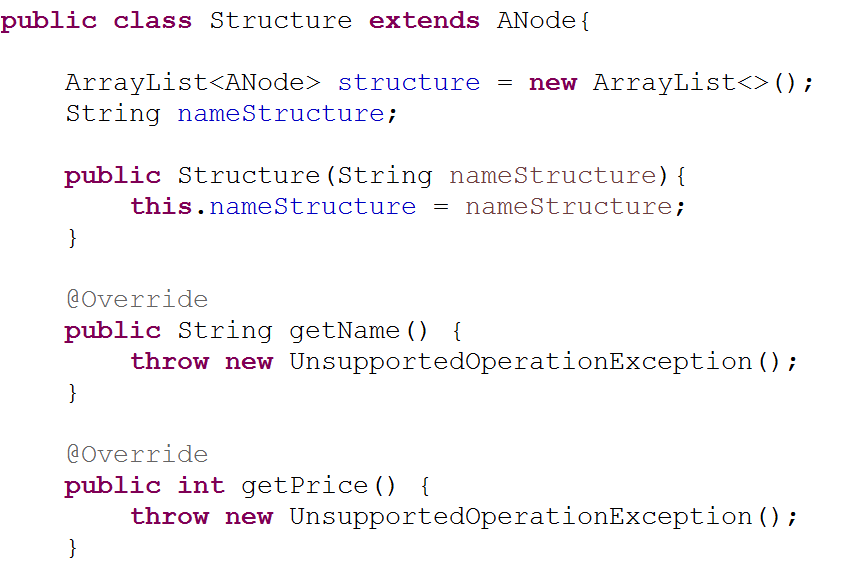 public class Structure extends ANode{
ArrayList<ANode> structure = new ArrayList<>();
String nameStructure;
public Structure(String nameStructure){
this.nameStructure = nameStructure;
}
@Override
public String getName() {
throw new UnsupportedOperationException();
}
@Override
public int getPrice() {
throw new UnsupportedOperationException();
}